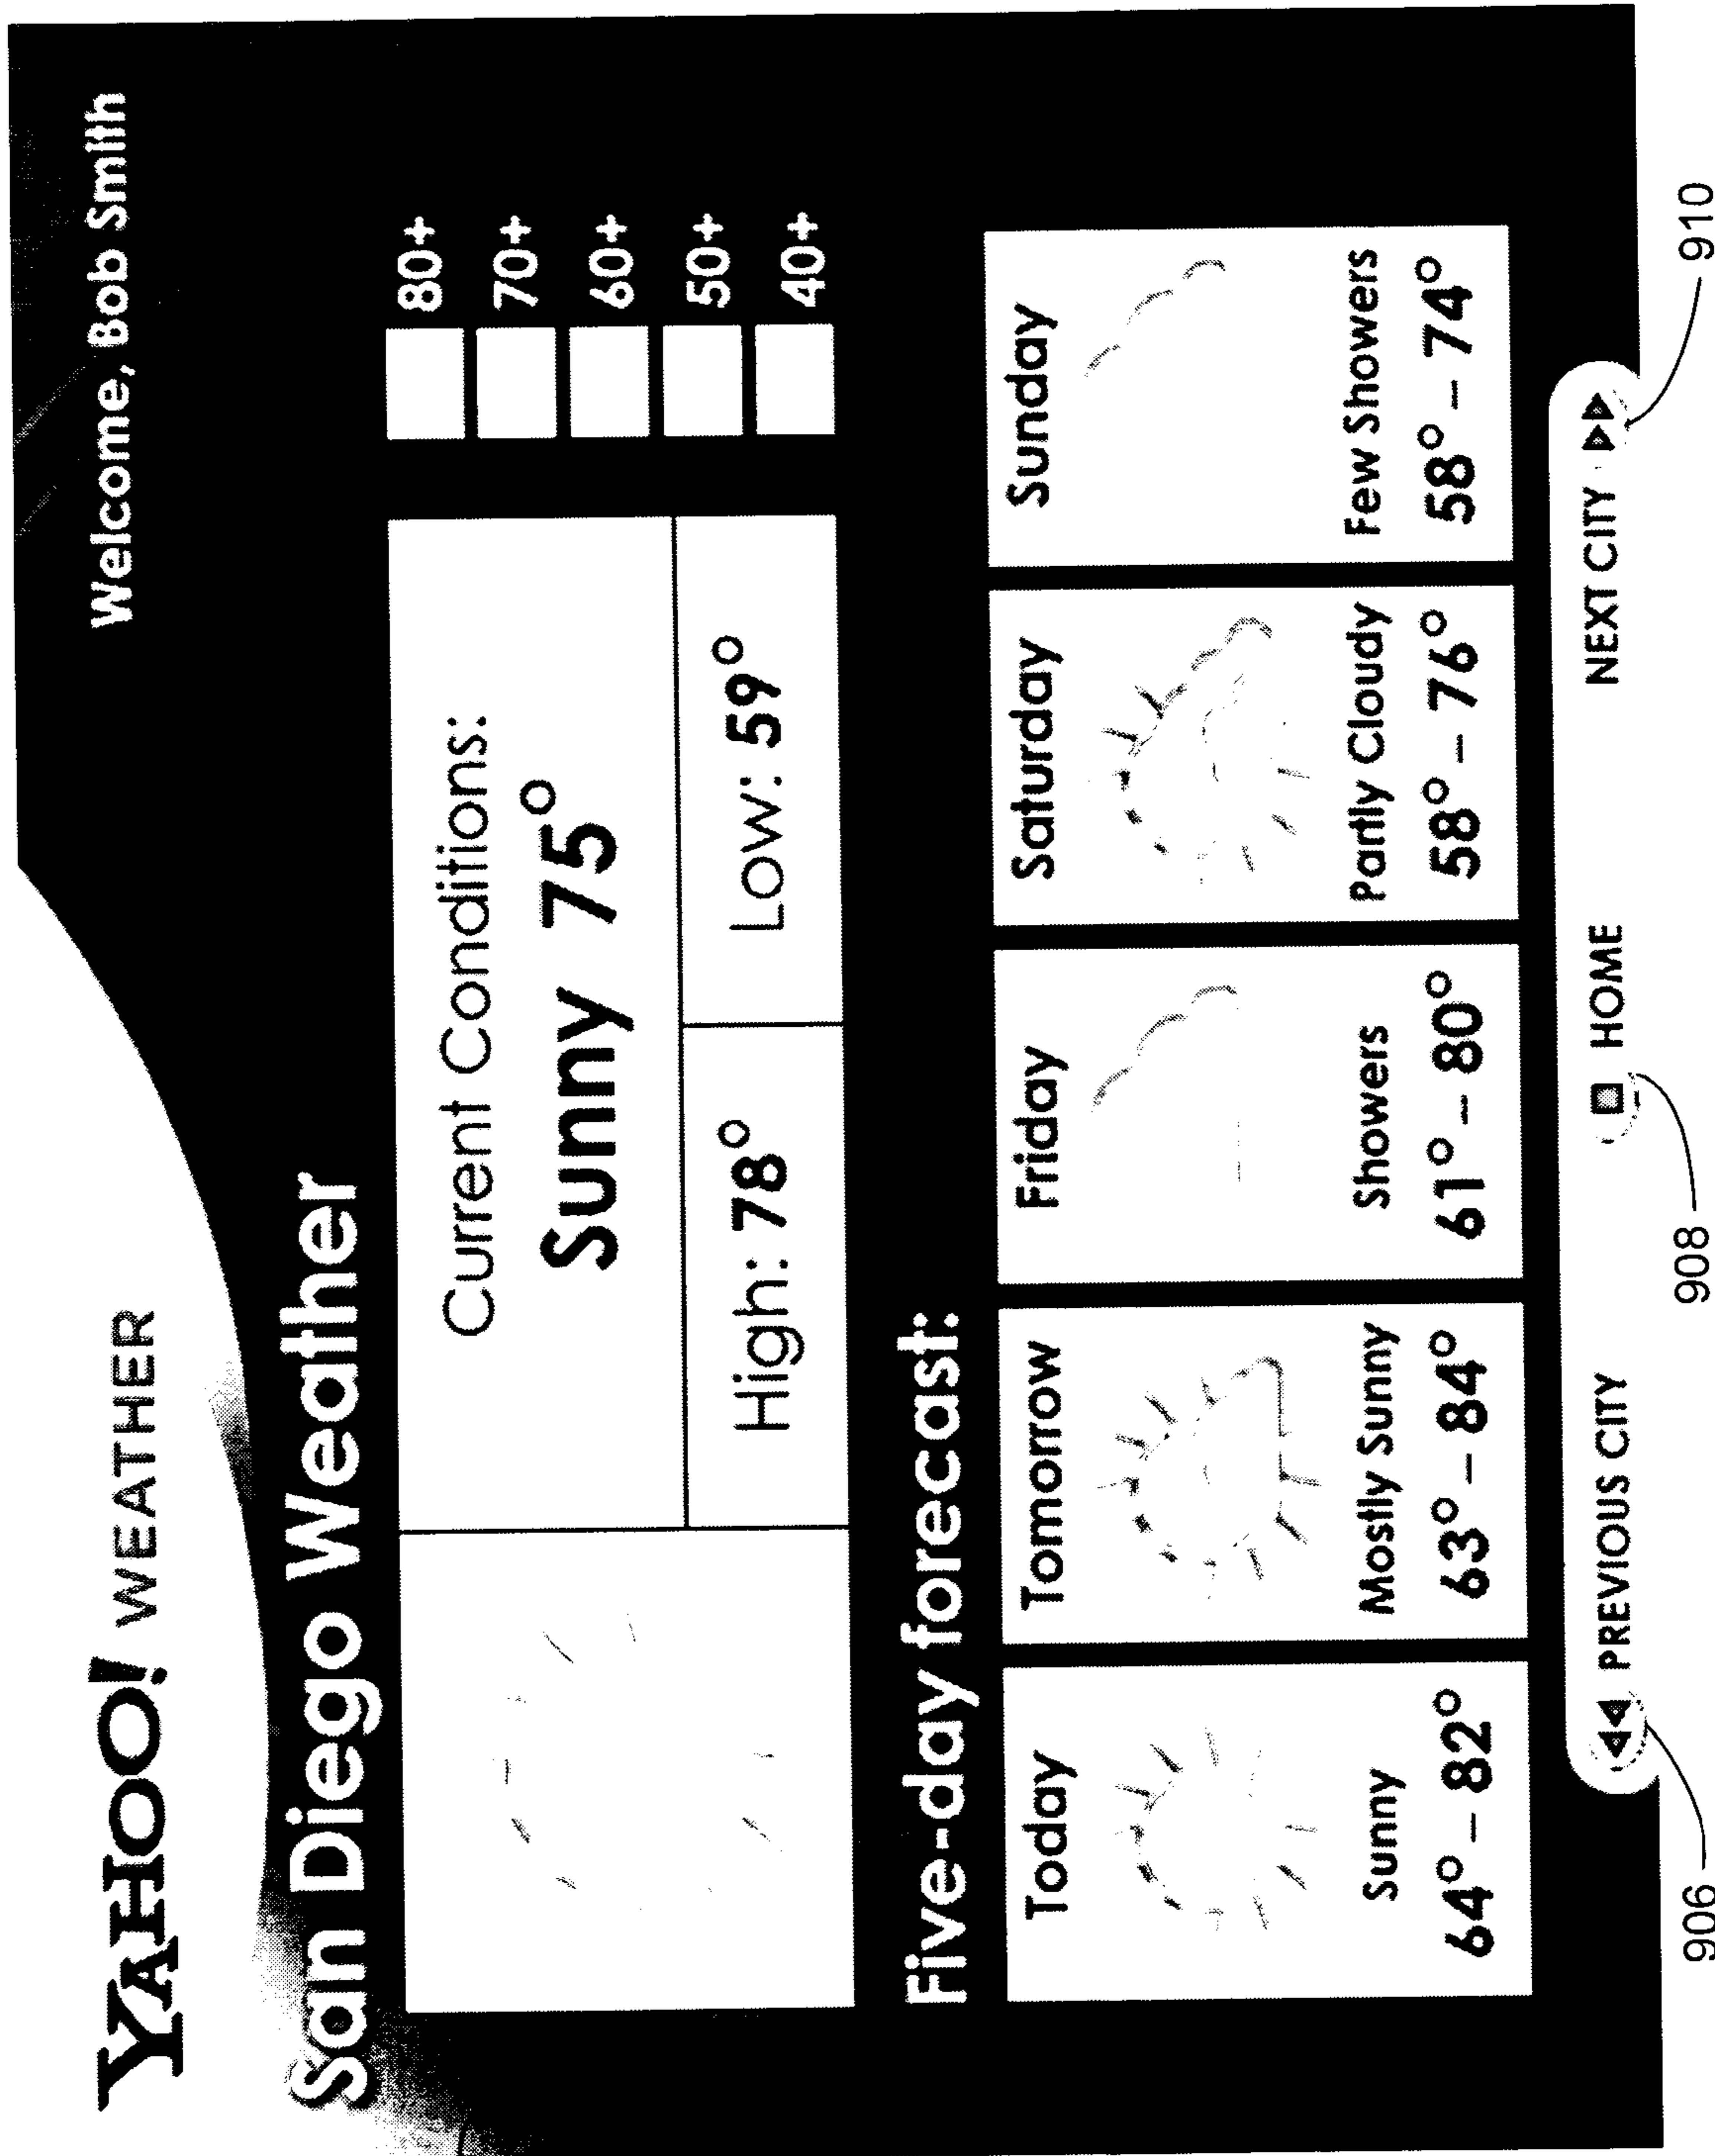 YAHOO! WEATHER
Welcome, Bob Smith
San Diego Weather
Current Conditions:
Sunny 75°
High: 78°
Low: 59°
80+
70+
60+
50+
40+
Five-day forecast:
Today
Sunny
64° – 82°
Tomorrow
Mostly Sunny
63° – 84°
Friday
Showers
61° – 80°
Saturday
Partly Cloudy
58° – 76°
Sunday
Few Showers
58° – 74°
PREVIOUS CITY
HOME
NEXT CITY
906
908
910